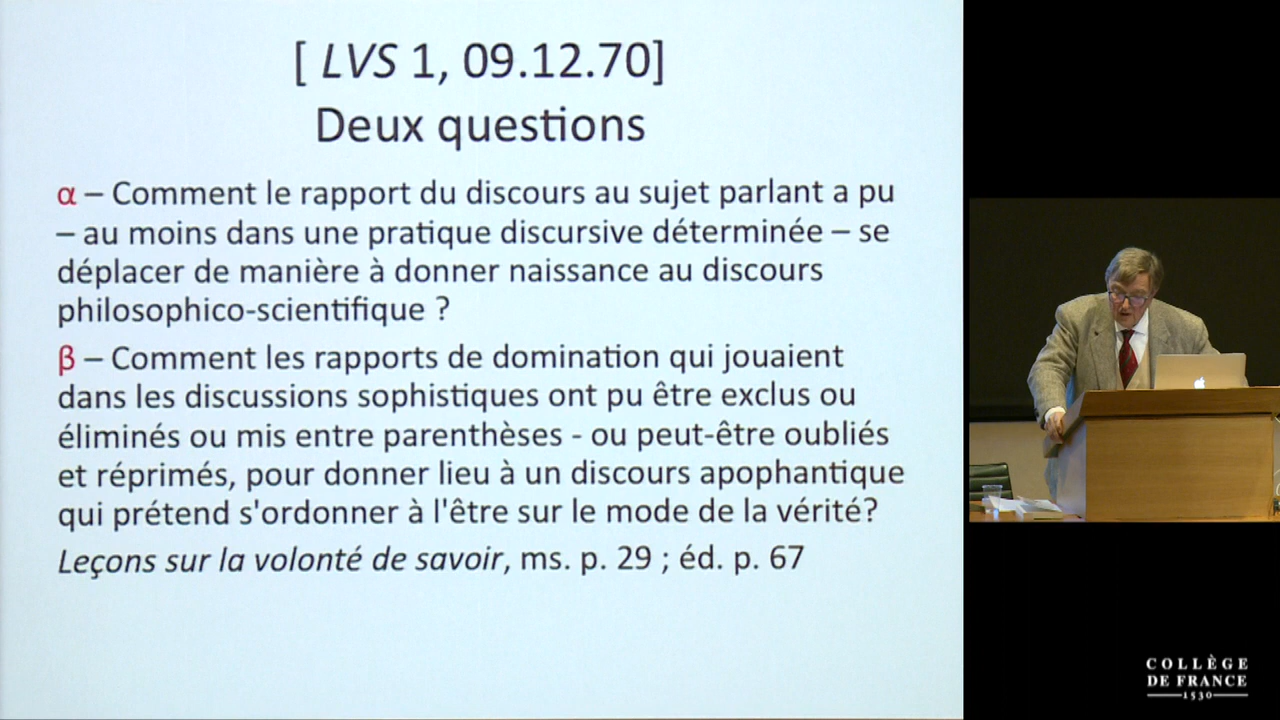 [ LVS 1, 09.12.70]
Deux questions
α – Comment le rapport du discours au sujet parlant a pu
– au moins dans une pratique discursive déterminée – se
déplacer de manière à donner naissance au discours
philosophico-scientifique ?
β – Comment les rapports de domination qui jouaient
dans les discussions sophistiques ont pu être exclus ou
éliminés ou mis entre parenthèses - ou peut-être oubliés
et réprimés, pour donner lieu à un discours apophantique
qui prétend s'ordonner à l'être sur le mode de la vérité?
Leçons sur la volonté de savoir, ms. p. 29 ; éd. p. 67
COLLÈGE
DE FRANCE
1530